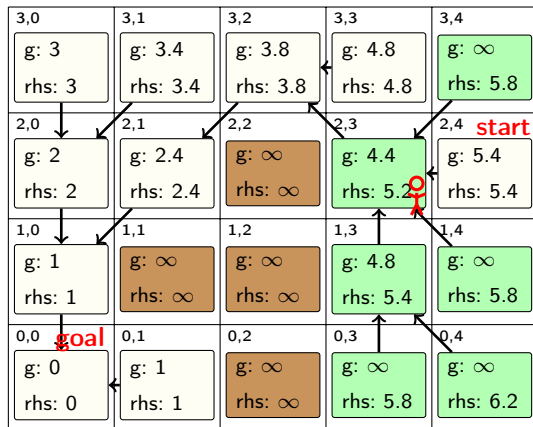 3,0 3,1 3,2 3,3 3,4
g: 3 g: 3.4 g: 3.8 g: 4.8 g: ∞
rhs: 3 rhs: 3.4 rhs: 3.8 rhs: 4.8 rhs: 5.8
2,0 2,1 2,2 2,3 2,4 start
g: 2 g: 2.4 g: ∞ g: 4.4 g: 5.4
rhs: 2 rhs: 2.4 rhs: ∞ rhs: 5.2 rhs: 5.4
1,0 1,1 1,2 1,3 1,4
g: 1 g: ∞ g: ∞ g: 4.8 g: ∞
rhs: 1 rhs: ∞ rhs: ∞ rhs: 5.4 rhs: 5.8
0,0 goal 0,1 0,2 0,3 0,4
g: 0 g: 1 g: ∞ g: ∞ g: ∞
rhs: 0 rhs: 1 rhs: ∞ rhs: 5.8 rhs: 6.2